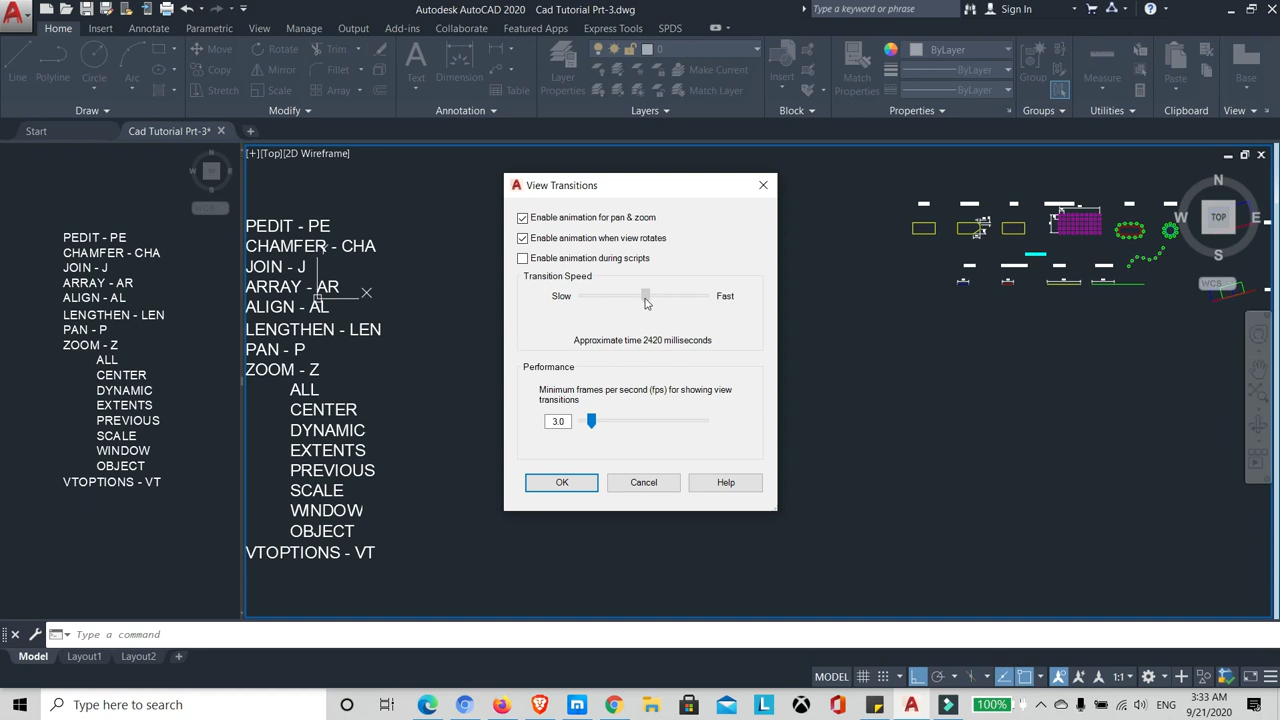 Autodesk AutoCAD 2020 Cad Tutorial Prt-3.dwg
Type a keyword or phrase
Sign In
Home Insert Annotate Parametric View Manage Output Add-ins Collaborate Featured Apps SPDS
Line Polyline Circle Arc
Move Rotate Trim
Copy Mirror Fillet
Stretch Scale Array
Text Dimension Table
Layer Properties
0
Make Current
Match Layer
Insert
Match Properties
ByLayer
ByLayer
ByLayer
Group
Measure
Paste
Base
Draw Modify Annotation Layers Block Properties Groups Utilities Clipboard View
Start Cad Tutorial Prt-3*
[+][Top][2D Wireframe]
N
W E
S
WCS
PEDIT - PE
CHAMFER - CHA
JOIN - J
ARRAY - AR
ALIGN - AL
LENGTHEN - LEN
PAN - P
ZOOM - Z
ALL
CENTER
DYNAMIC
EXTENTS
PREVIOUS
SCALE
WINDOW
OBJECT
VTOPTIONS - VT
PEDIT - PE
CHAMFER - CHA
JOIN - J
ARRAY - AR
ALIGN - AL
LENGTHEN - LEN
PAN - P
ZOOM - Z
ALL
CENTER
DYNAMIC
EXTENTS
PREVIOUS
SCALE
WINDOW
OBJECT
VTOPTIONS - VT
View Transitions
Enable animation for pan & zoom
Enable animation when view rotates
Enable animation during scripts
Transition Speed
Slow Fast
Approximate time 2420 milliseconds
Performance
Minimum frames per second (fps) for showing view
transitions
3.0
OK Cancel Help
N
W TOP E
S
WCS
Type a command
Model Layout1 Layout2
MODEL 1:1
Type here to search
100%
ENG
3:33 AM
9/21/2020